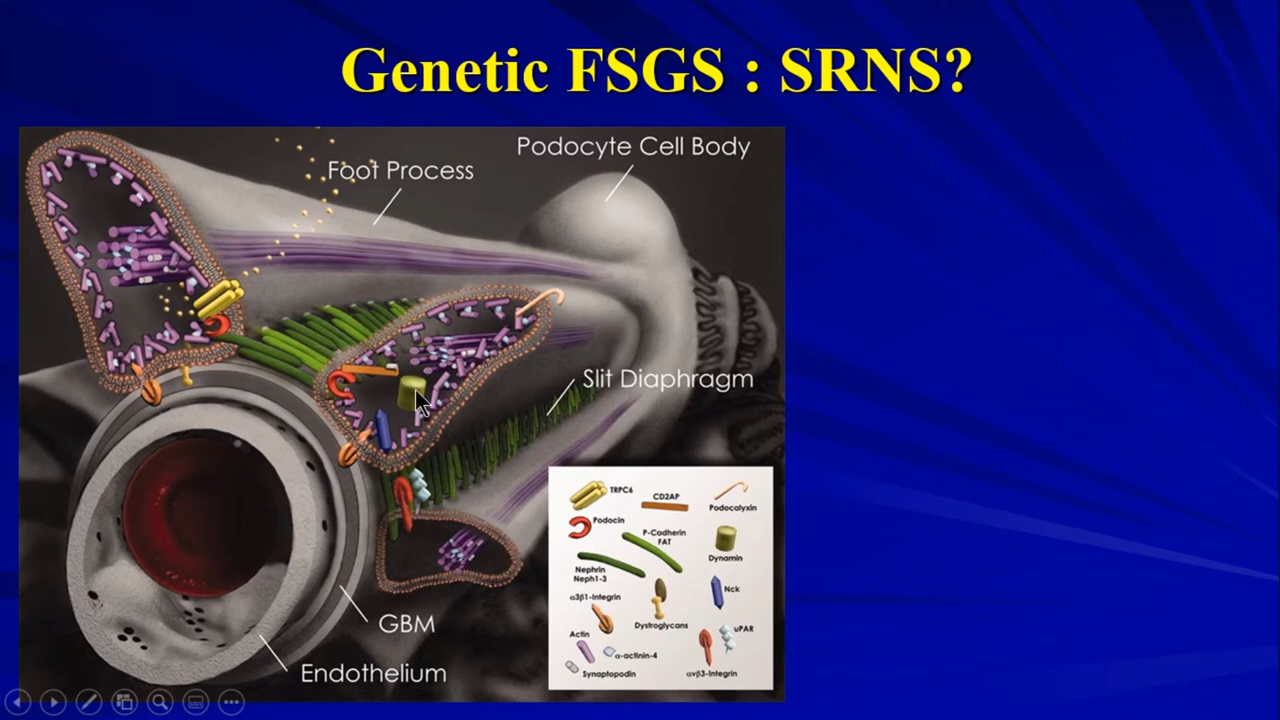 Genetic FSGS : SRNS?
Podocyte Cell Body
Foot Process
Slit Diaphragm
GBM
Endothelium
TRPC6
CD2AP
Podocalyxin
Podocin
P-Cadherin
FAT
Dynamin
Nephrin
Neph1-3
Nck
α3β1-Integrin
Dystroglycans
uPAR
Actin
α-actinin-4
Synaptopodin
αvβ3-Integrin